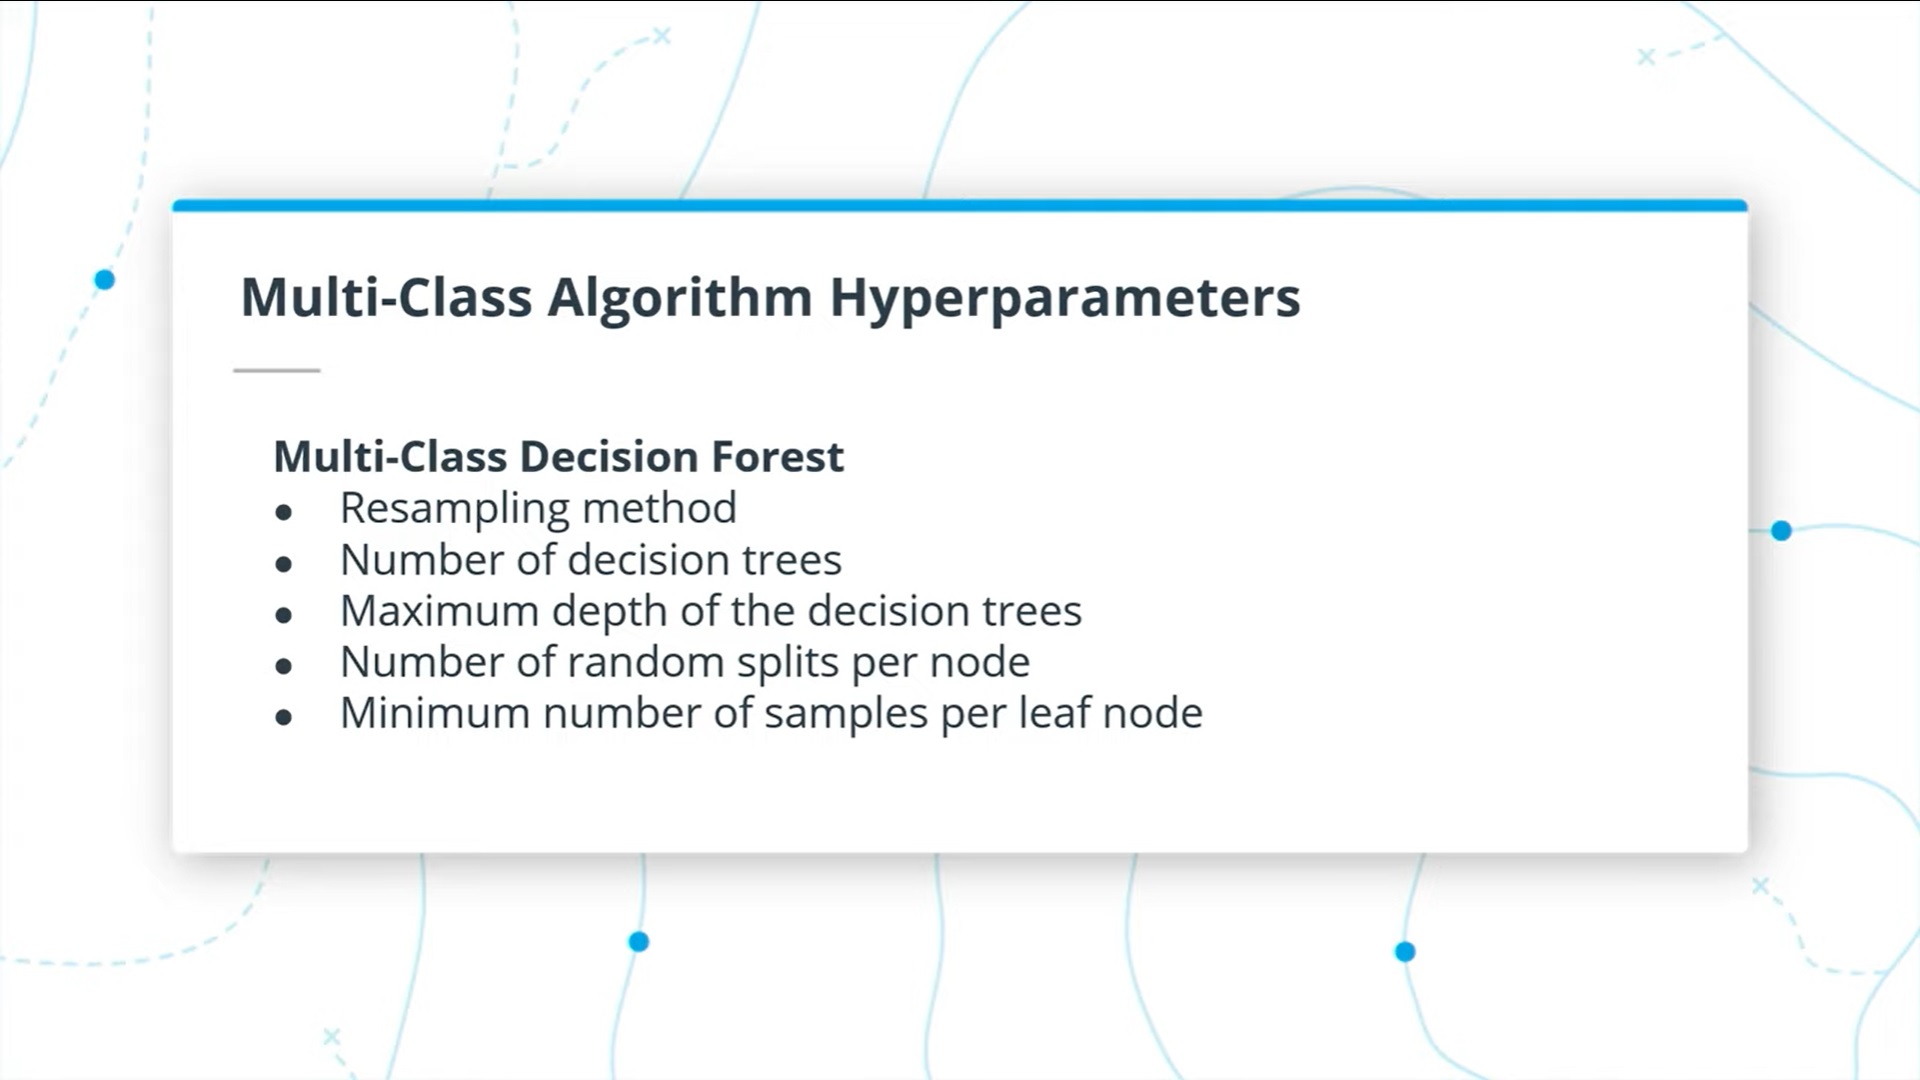 Multi-Class Algorithm Hyperparameters
Multi-Class Decision Forest
● Resampling method
● Number of decision trees
● Maximum depth of the decision trees
● Number of random splits per node
● Minimum number of samples per leaf node